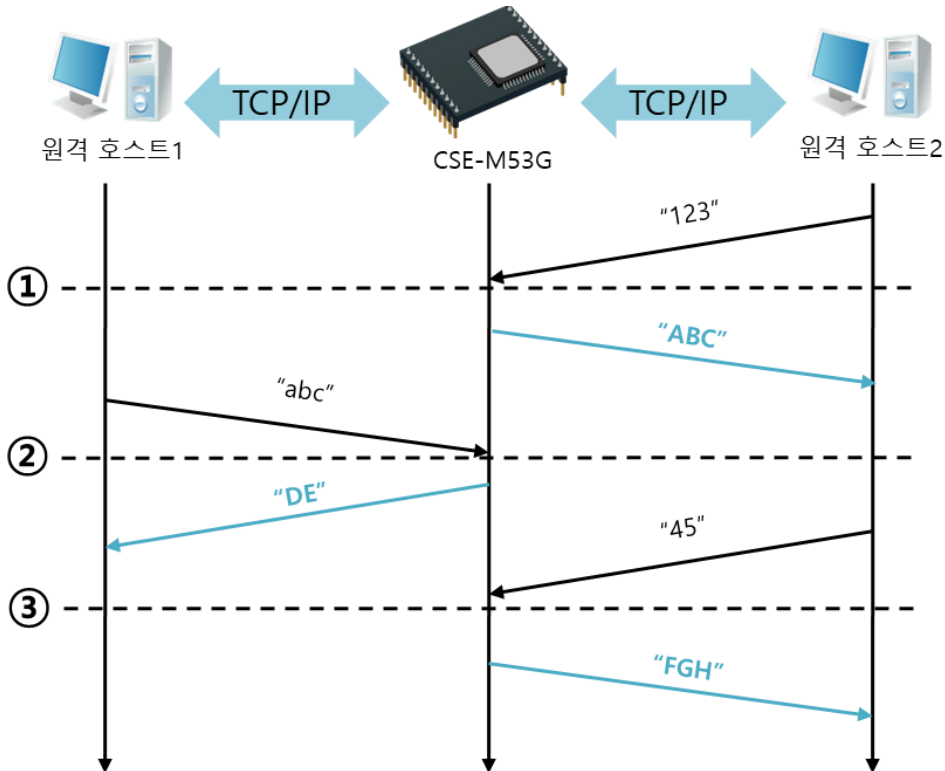 TCP/IP
TCP/IP
원격 호스트1
CSE-M53G
원격 호스트2
“123”
①
“ABC”
“abc”
②
“DE”
“45”
③
“FGH”